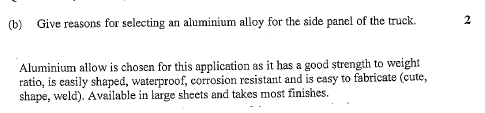 (b) Give reasons for selecting an aluminium alloy for the side panel of the truck. 2
Aluminium allow is chosen for this application as it has a good strength to weight
ratio, is easily shaped, waterproof, corrosion resistant and is easy to fabricate (cute,
shape, weld). Available in large sheets and takes most finishes.